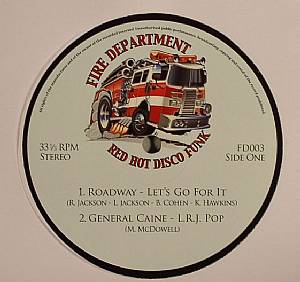 FIRE DEPARTMENT
RED HOT DISCO FUNK
33⅓ RPM
STEREO
FD003
SIDE ONE
1. ROADWAY - LET'S GO FOR IT
(R. JACKSON - L. JACKSON - B. COHEN - K. HAWKINS)
2. GENERAL CAINE - L.R.J. POP
(M. MCDOWELL)